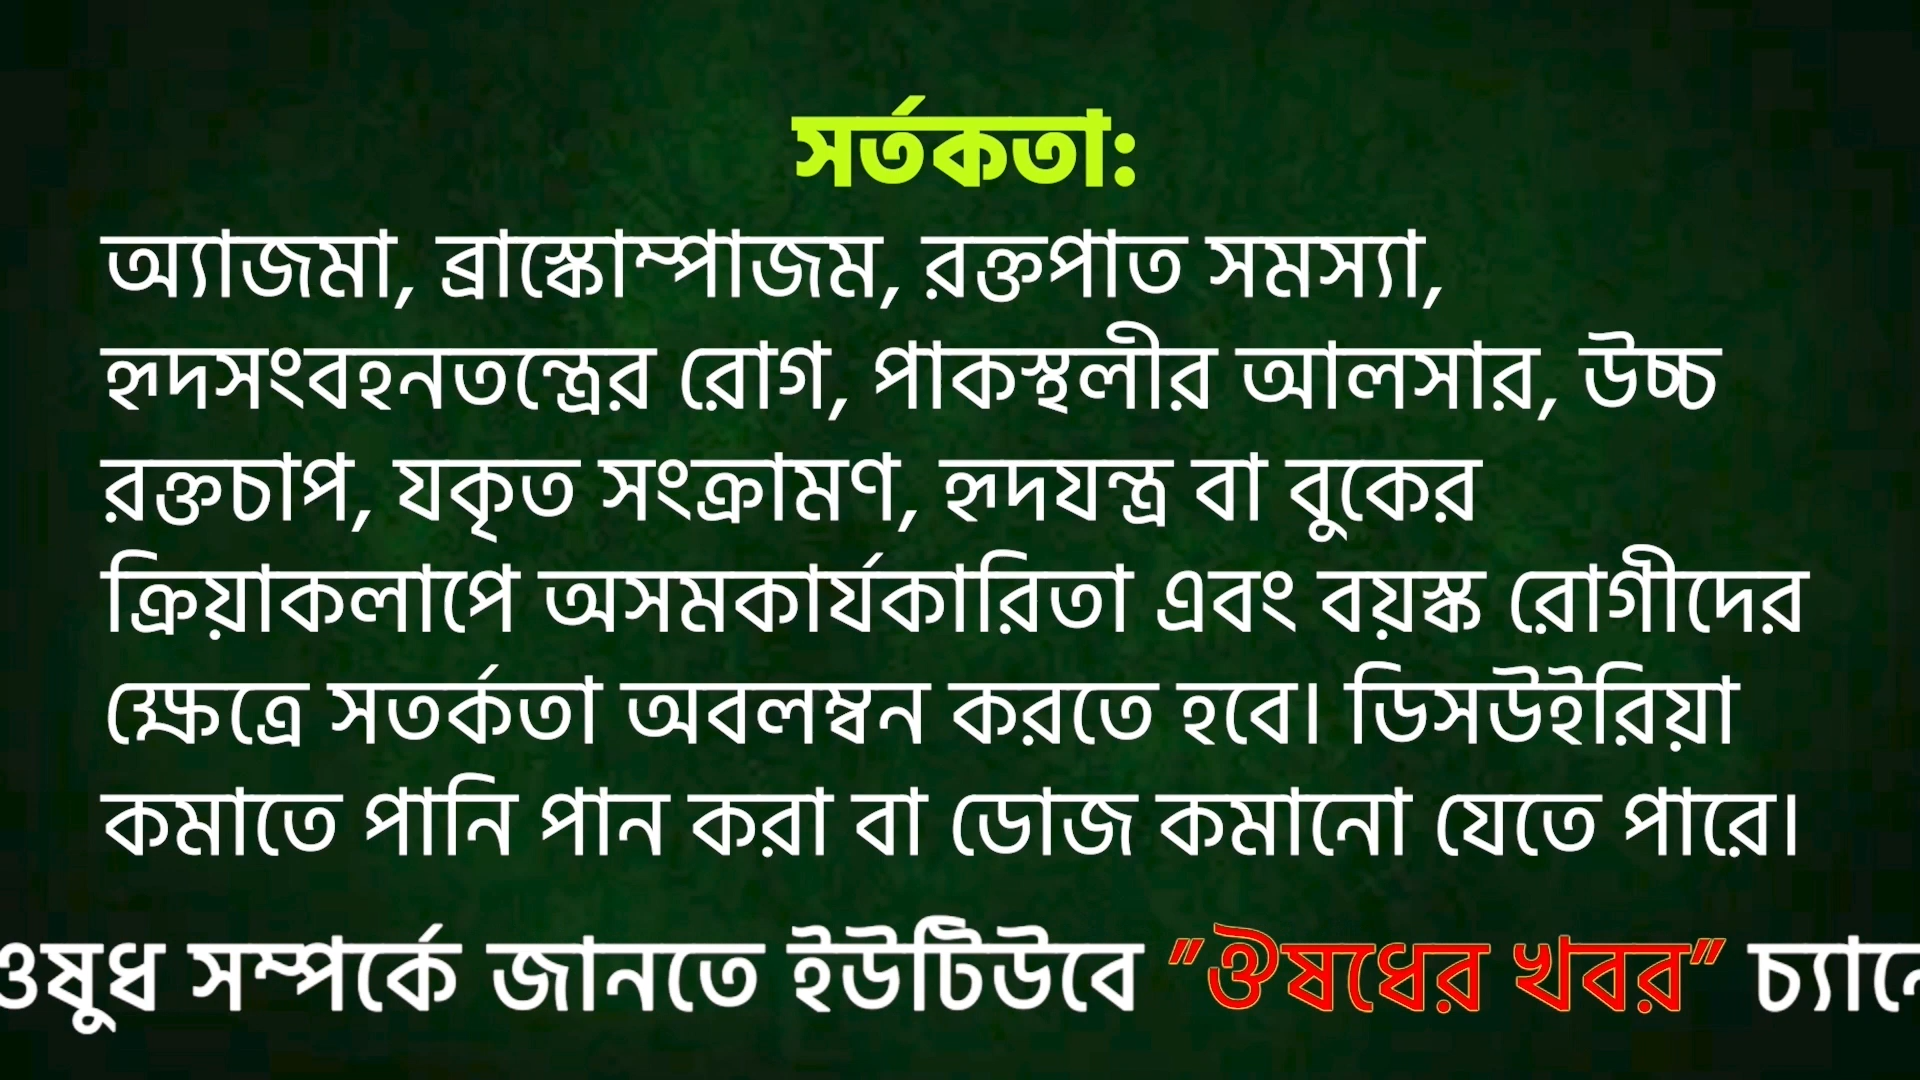 সর্তকতা:
অ্যাজমা, ব্রাস্কোম্পাজম, রক্তপাত সমস্যা,
হৃদসংবহনতন্ত্রের রোগ, পাকস্থলীর আলসার, উচ্চ
রক্তচাপ, যকৃত সংক্রামণ, হৃদযন্ত্র বা বুকের
ক্রিয়াকলাপে অসমকার্যকারিতা এবং বয়স্ক রোগীদের
ক্ষেত্রে সতর্কতা অবলম্বন করতে হবে। ডিসউইরিয়া
কমাতে পানি পান করা বা ডোজ কমানো যেতে পারে।
ওষুধ সম্পর্কে জানতে ইউটিউবে "ঔষধের খবর" চ্যানে